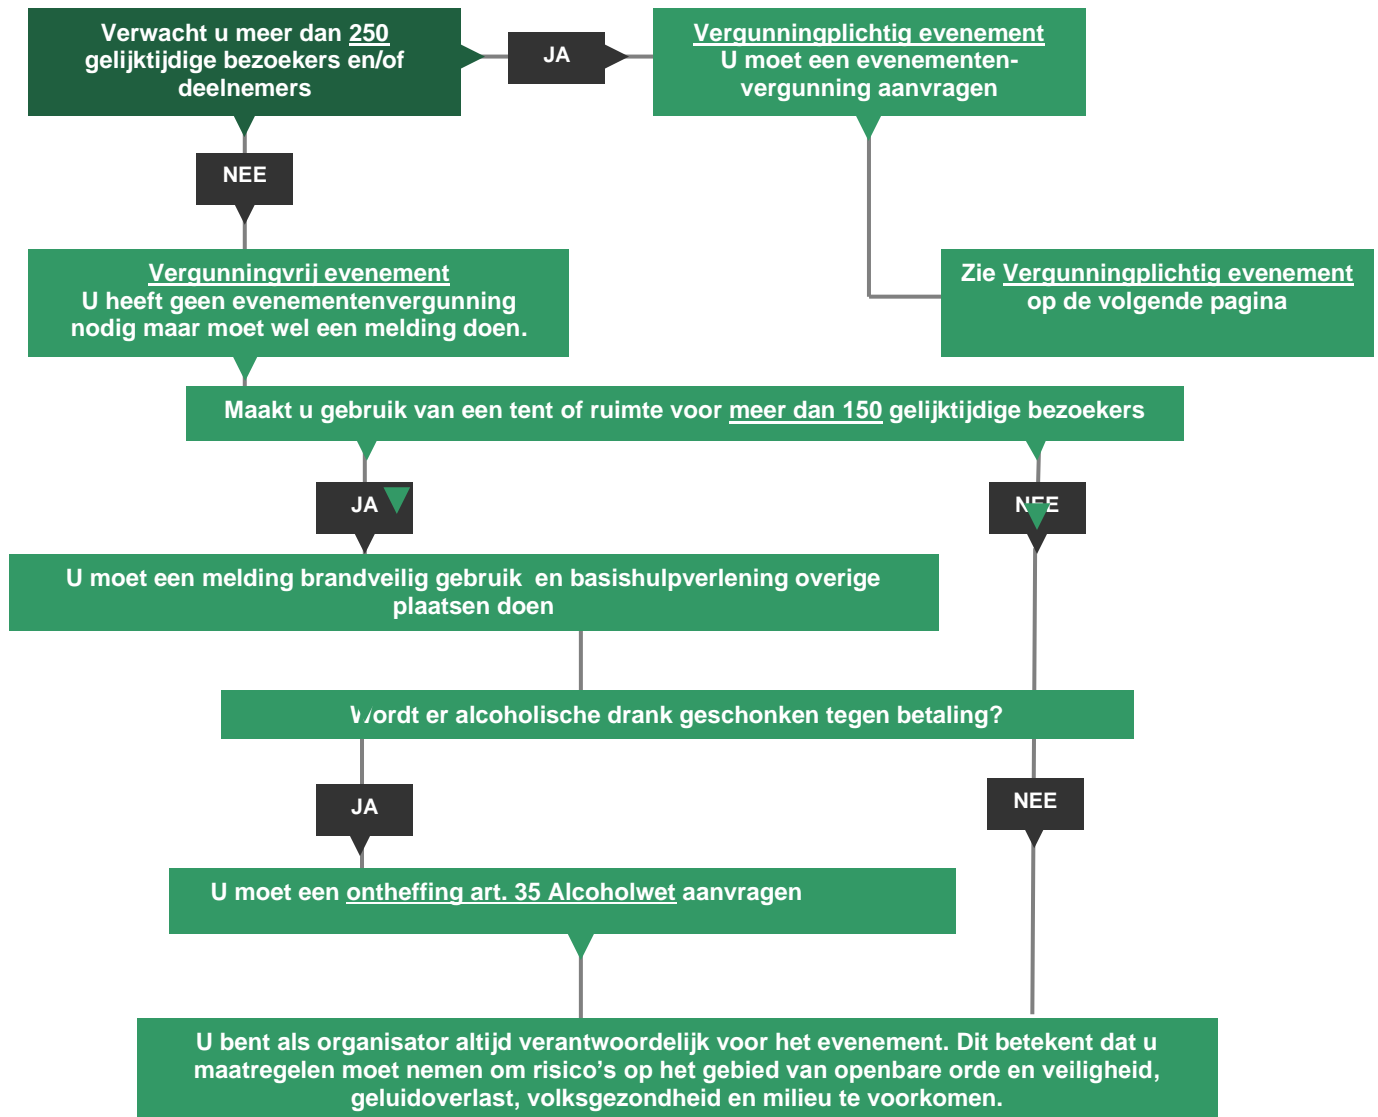 Verwacht u meer dan 250
gelijktijdige bezoekers en/of
deelnemers
JA
Vergunningplichtig evenement
U moet een evenementen-
vergunning aanvragen
NEE
Vergunningvrij evenement
U heeft geen evenementenvergunning
nodig maar moet wel een melding doen.
Zie Vergunningplichtig evenement
op de volgende pagina
Maakt u gebruik van een tent of ruimte voor meer dan 150 gelijktijdige bezoekers
JA
NEE
U moet een melding brandveilig gebruik  en basishulpverlening overige
plaatsen doen
Wordt er alcoholische drank geschonken tegen betaling?
JA
NEE
U moet een ontheffing art. 35 Alcoholwet aanvragen
U bent als organisator altijd verantwoordelijk voor het evenement. Dit betekent dat u
maatregelen moet nemen om risico’s op het gebied van openbare orde en veiligheid,
geluidoverlast, volksgezondheid en milieu te voorkomen.